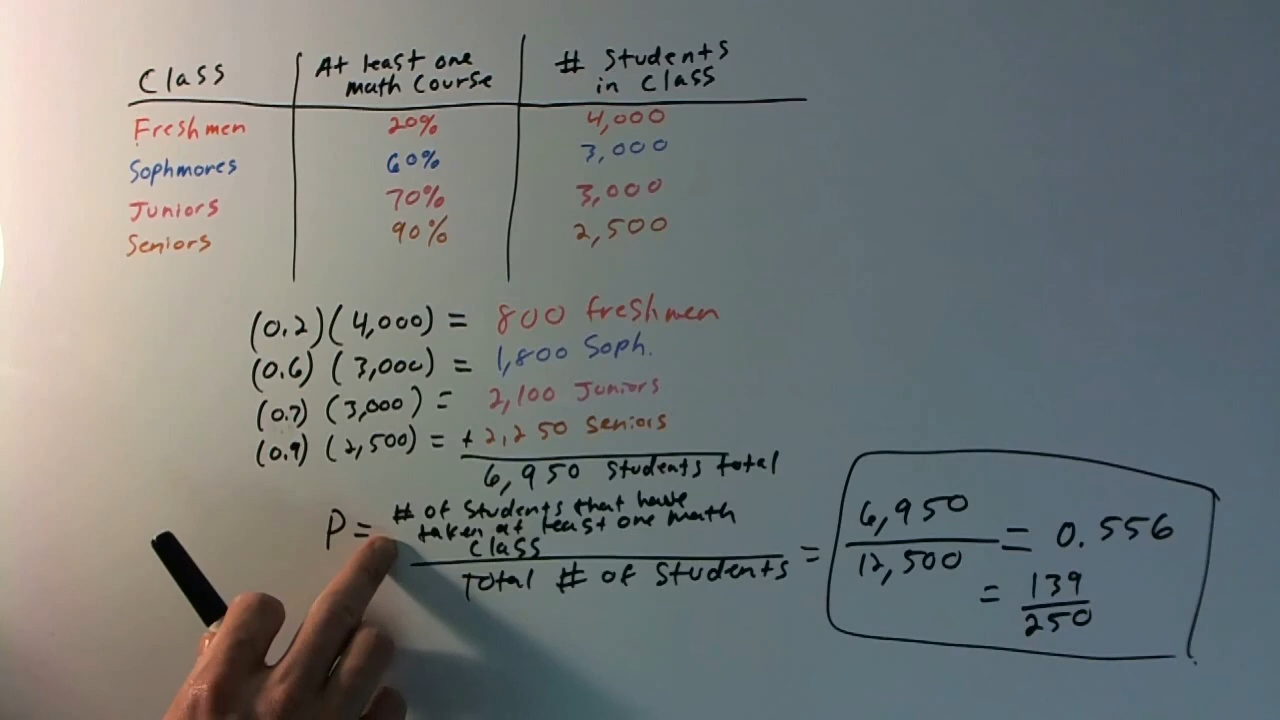 Class At least one math Course # Students in Class
Freshmen 20% 4,000
Sophmores 60% 3,000
Juniors 70% 3,000
Seniors 90% 2,500
(0.2)(4,000) = 800 freshmen
(0.6) (3,000) = 1,800 Soph.
(0.7) (3,000) = 2,100 Juniors
(0.9) (2,500) = + 2,250 Seniors
6,950 Students total
P = # of Students that have
taken at least one math
Class
Total # of Students
= 6,950
12,500
= 0.556
= 139
250